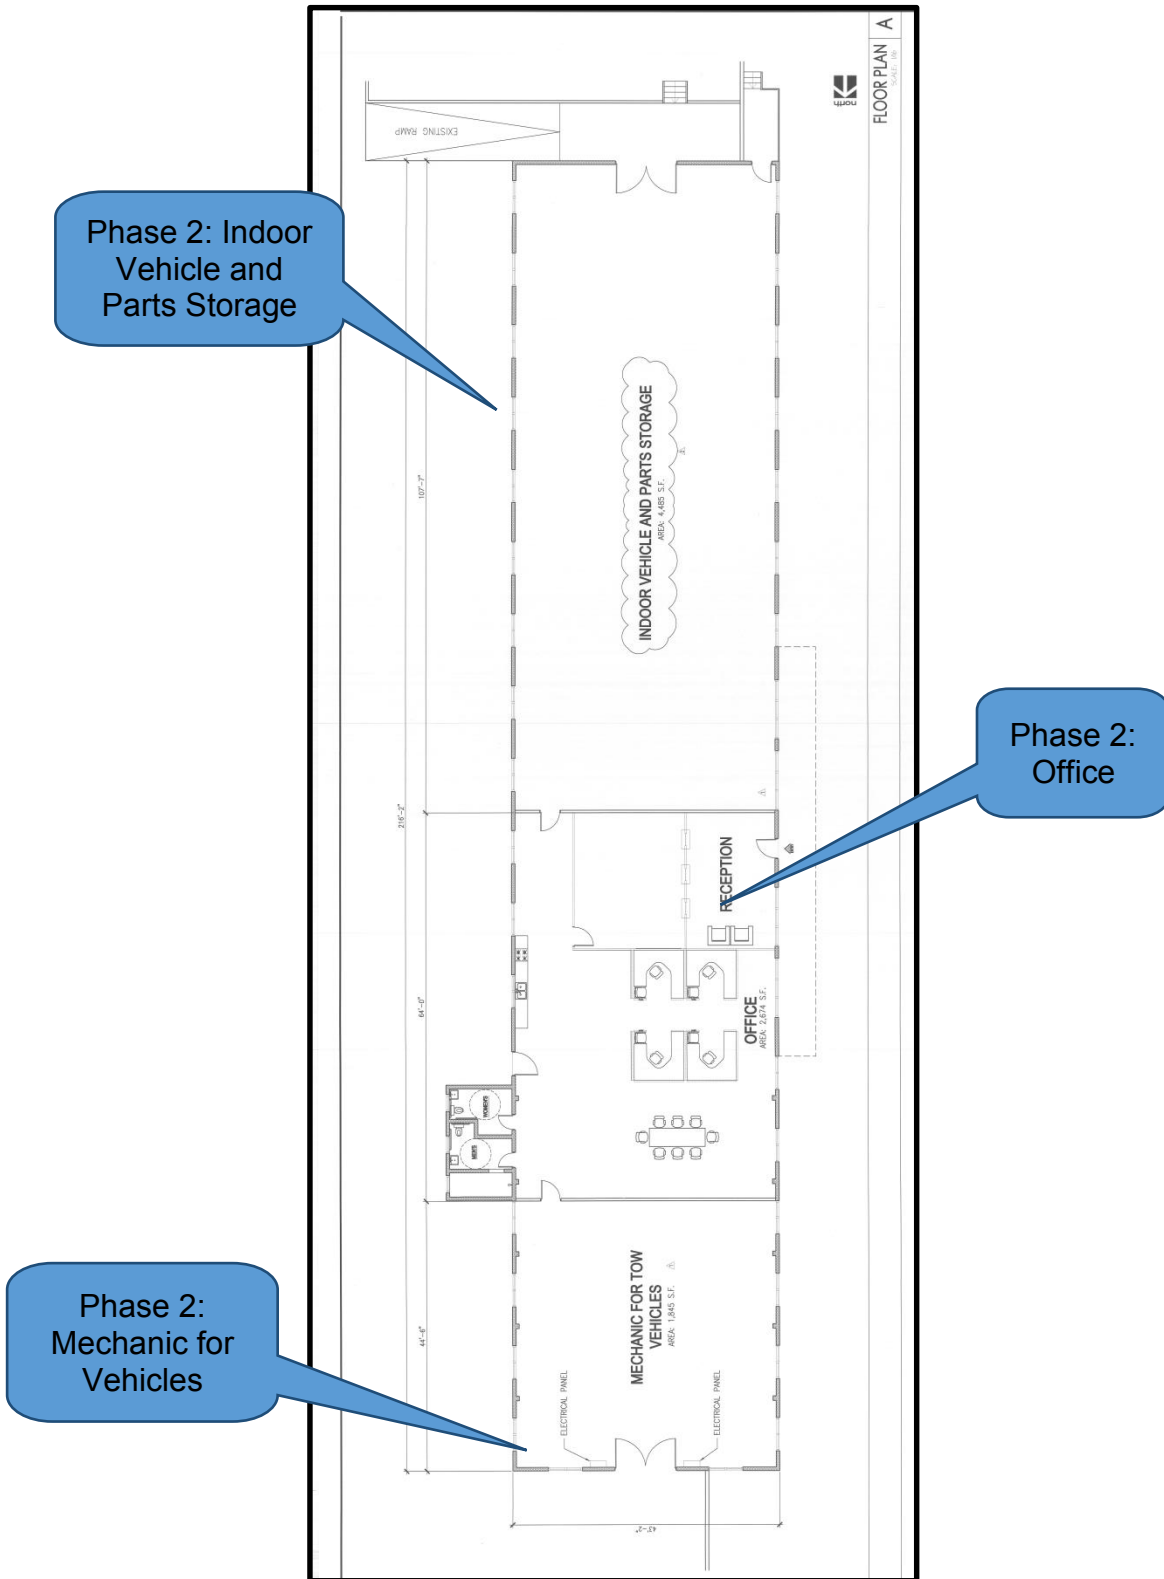 FLOOR PLAN
A
north
EXISTING RAMP
Phase 2: Indoor
Vehicle and
Parts Storage
INDOOR VEHICLE AND PARTS STORAGE
AREA: 4,485 S.F.
107'-7"
216'-2"
Phase 2:
Office
RECEPTION
OFFICE
AREA: 2,674 S.F.
64'-0"
WOMEN'S
MEN'S
Phase 2:
Mechanic for
Vehicles
MECHANIC FOR TOW
VEHICLES
AREA: 1,845 S.F.
44'-6"
ELECTRICAL PANEL
ELECTRICAL PANEL
43'-2"